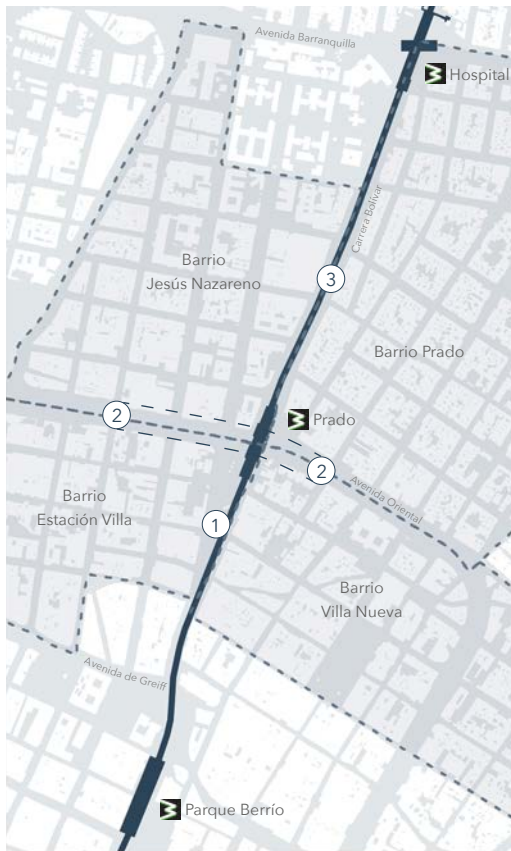 Avenida Barranquilla
Hospital
Carrera Bolívar
Barrio
Jesús Nazareno
3
Barrio Prado
2
Prado
2
Barrio
Estación Villa
Avenida Oriental
1
Barrio
Villa Nueva
Avenida de Greiff
Parque Berrío